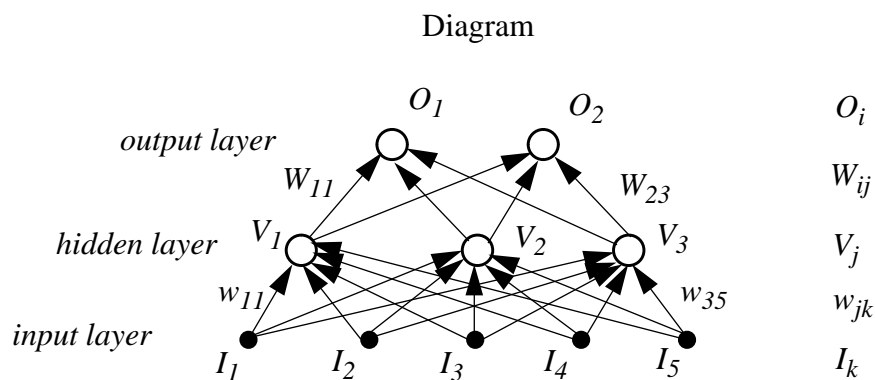 Diagram
O1 O2 Oi
output layer
W11 W23 Wij
hidden layer V1 V2 V3 Vj
w11 w35 wjk
input layer
I1 I2 I3 I4 I5 Ik